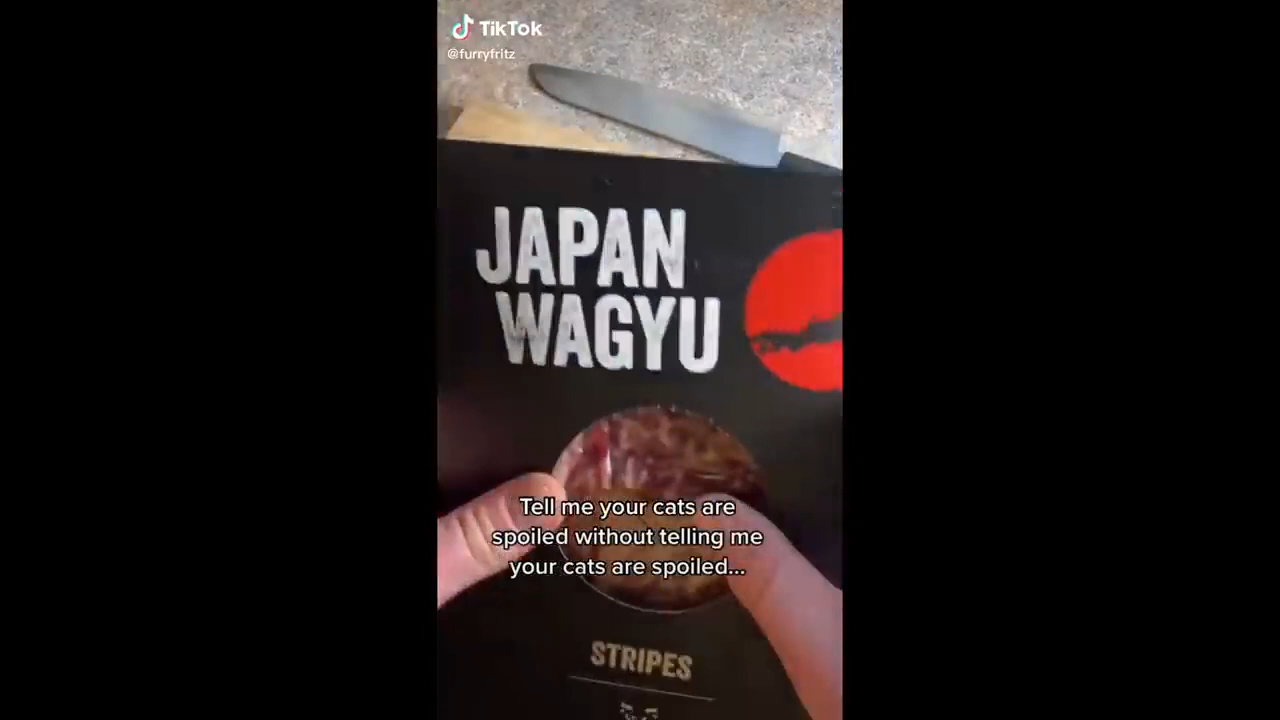 TikTok
@furryfritz
JAPAN
WAGYU
Tell me your cats are
spoiled without telling me
your cats are spoiled...
STRIPES